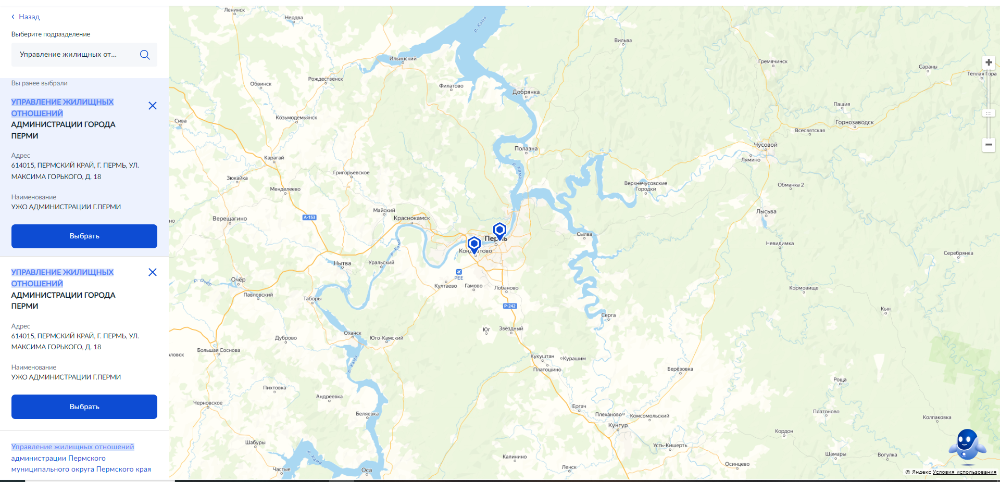 Назад
Выберите подразделение
Управление жилищных от...
Вы ранее выбрали
УПРАВЛЕНИЕ ЖИЛИЩНЫХ
ОТНОШЕНИЙ
АДМИНИСТРАЦИИ ГОРОДА
ПЕРМИ
Адрес
614015, ПЕРМСКИЙ КРАЙ, Г. ПЕРМЬ, УЛ.
МАКСИМА ГОРЬКОГО, Д. 18
Наименование
УЖО АДМИНИСТРАЦИИ Г.ПЕРМИ
Выбрать
УПРАВЛЕНИЕ ЖИЛИЩНЫХ
ОТНОШЕНИЙ
АДМИНИСТРАЦИИ ГОРОДА
ПЕРМИ
Адрес
614015, ПЕРМСКИЙ КРАЙ, Г. ПЕРМЬ, УЛ.
МАКСИМА ГОРЬКОГО, Д. 18
Наименование
УЖО АДМИНИСТРАЦИИ Г.ПЕРМИ
Выбрать
Управление жилищных отношений
администрации Пермского
муниципального округа Пермского края
Ленинск
Нердва
р. Кама
Вильва
Ильинский
Гремячинск
Сараны
Тёплая Гора
Обвинск
Рождественск
Филатово
Добрянка
Пашия
Сива
Козьмодемьянск
Горнозаводск
Всесвятская
Чусовой
Полазна
Карагай
Лямино
р. Кама
Григорьевское
Зюкайка
Менделеево
Верхнечусовские
Городки
Обманка 2
Майский
Лысьва
А-153
Верещагино
Краснокамск
но
Сылва
Пермь
Невидимка
р. Кама
Кондратово
Серебрянка
Нытва
Уральский
PEE
р. Очёр
Очёр
Култаево
Гамово
Лобаново
Кормовище
Павловский
Таборы
Р-242
Кын
Серга
Юг
Звёздный
Оханск
Дуброво
Юго-Камский
Большая Соснова
аловск
Кукуштан
Курашим
р. Кама
Платошино
Берёзовка
Роща
Пихтовка
Андреевка
Черновское
Ергач
Платоново
Беляевка
Плеханово
Комсомольский
Колпаковка
Кунгур
Кордон
Шабуры
Усть-Кишерть
р. Кама
Калинино
Шамары
Вогулка
Частые
Оса
Ленск
Осинцево
© Яндекс Условия использования